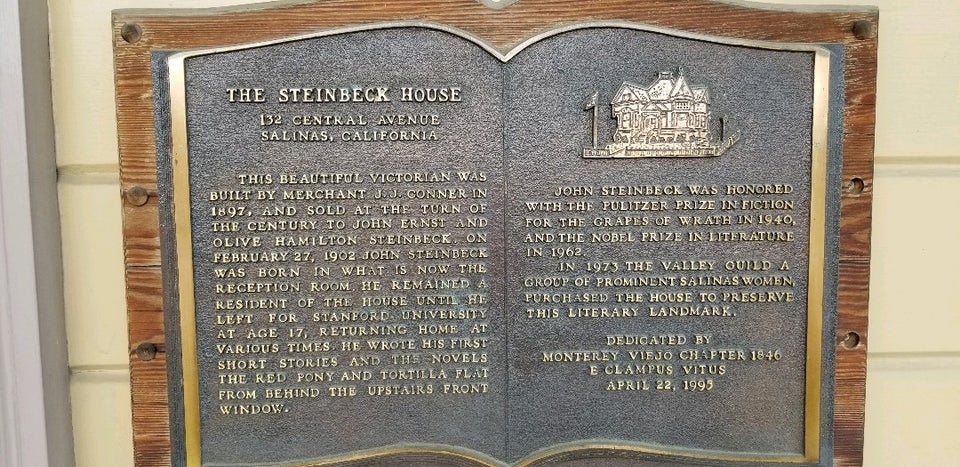 THE STEINBECK HOUSE
132 CENTRAL AVENUE
SALINAS, CALIFORNIA
THIS BEAUTIFUL VICTORIAN WAS
BUILT BY MERCHANT J. J. CONNER IN
1897, AND SOLD AT THE TURN OF
THE CENTURY TO JOHN ERNST AND
OLIVE HAMILTON STEINBECK. ON
FEBRUARY 27, 1902 JOHN STEINBECK
WAS BORN IN WHAT IS NOW THE
RECEPTION ROOM. HE REMAINED A
RESIDENT OF THE HOUSE UNTIL HE
LEFT FOR STANFORD UNIVERSITY
AT AGE 17, RETURNING HOME AT
VARIOUS TIMES. HE WROTE HIS FIRST
SHORT STORIES AND THE NOVELS
THE RED PONY AND TORTILLA FLAT
FROM BEHIND THE UPSTAIRS FRONT
WINDOW.
JOHN STEINBECK WAS HONORED
WITH THE PULITZER PRIZE IN FICTION
FOR THE GRAPES OF WRATH IN 1940,
AND THE NOBEL PRIZE IN LITERATURE
IN 1962.
IN 1973 THE VALLEY GUILD A
GROUP OF PROMINENT SALINAS WOMEN,
PURCHASED THE HOUSE TO PRESERVE
THIS LITERARY LANDMARK.
DEDICATED BY
MONTEREY VIEJO CHAPTER 1846
E CLAMPUS VITUS
APRIL 22, 1995